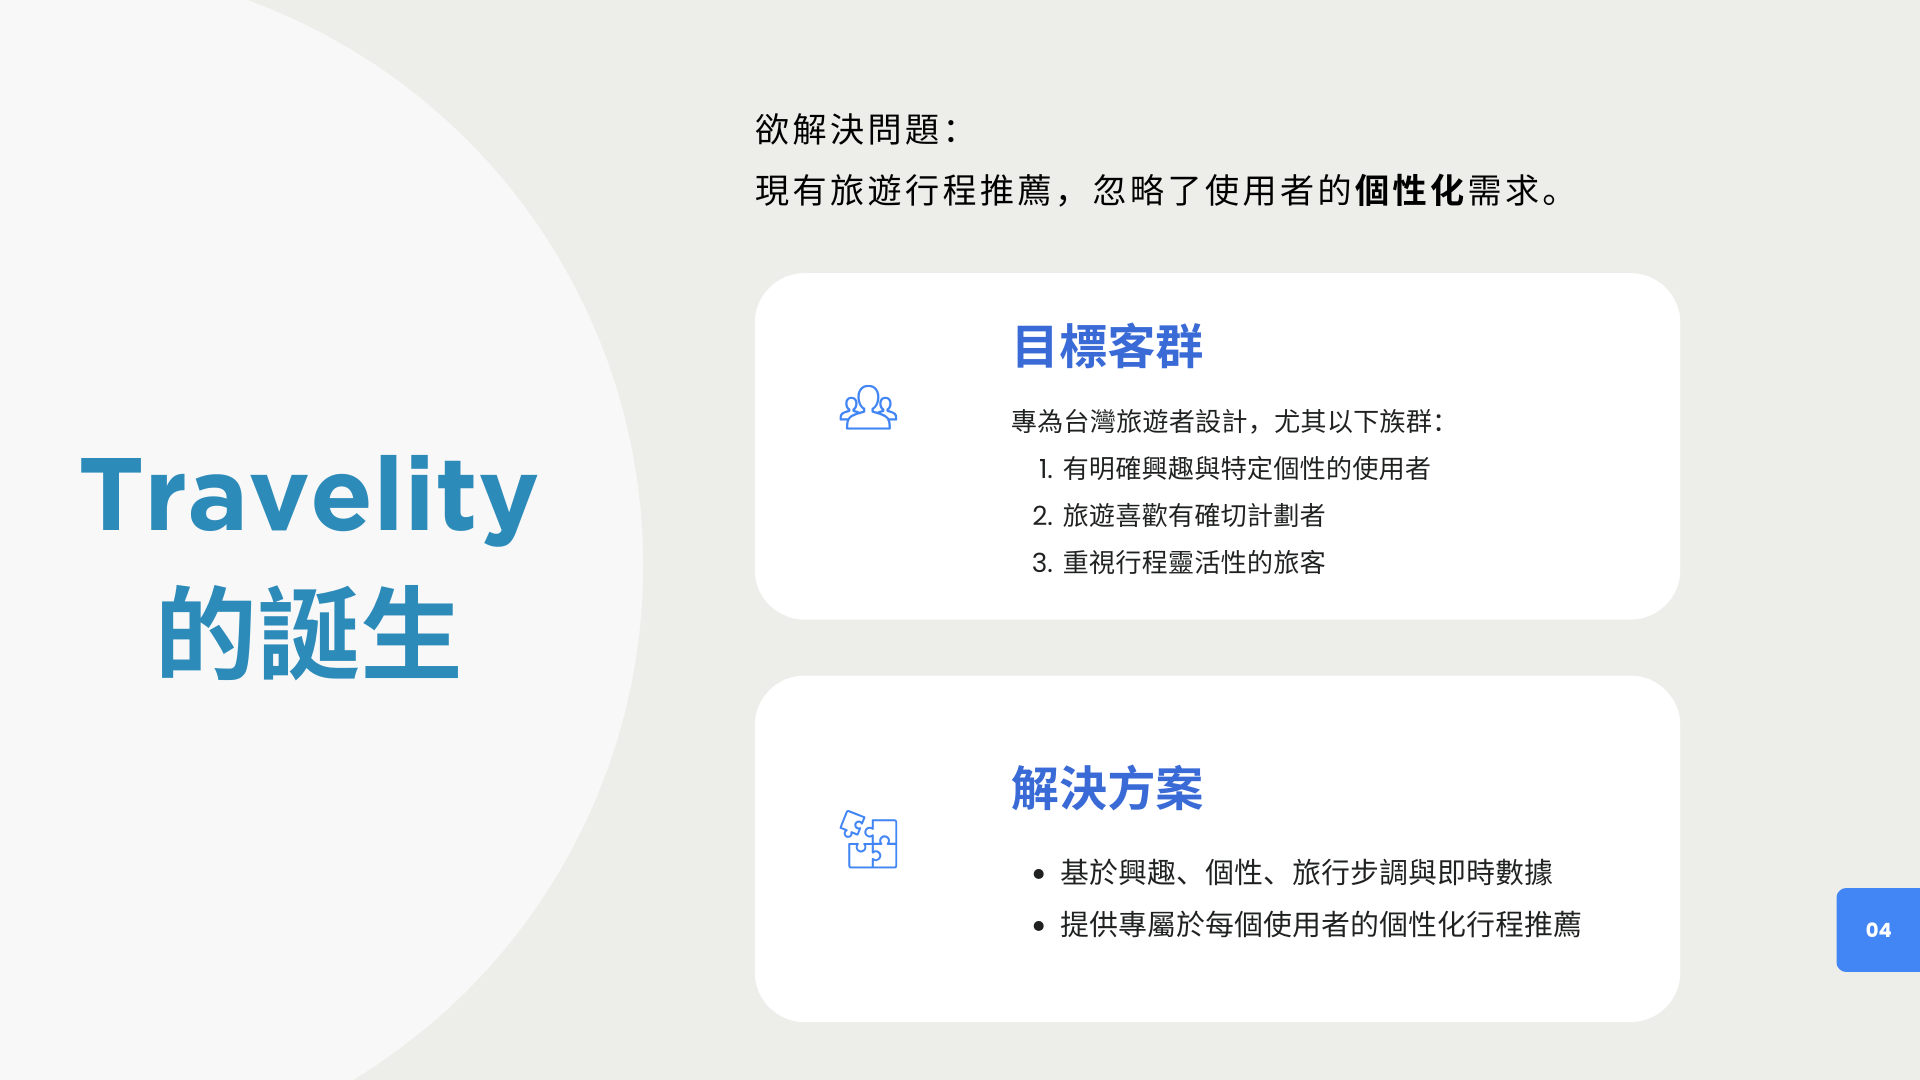 Travelity
的誕生
欲解決問題：
現有旅遊行程推薦，忽略了使用者的個性化需求。
目標客群
專為台灣旅遊者設計，尤其以下族群：
1. 有明確興趣與特定個性的使用者
2. 旅遊喜歡有確切計劃者
3. 重視行程靈活性的旅客
解決方案
• 基於興趣、個性、旅行步調與即時數據
• 提供專屬於每個使用者的個性化行程推薦
04